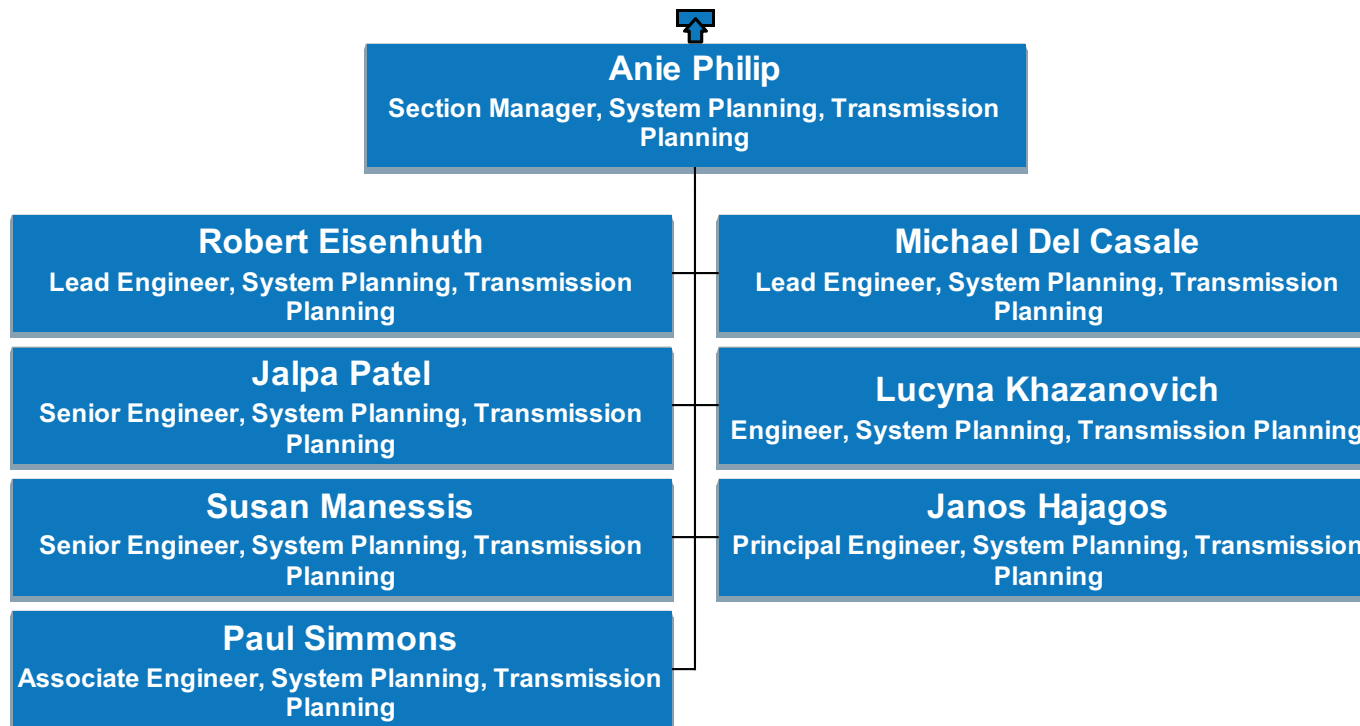 Anie Philip
Section Manager, System Planning, Transmission
Planning
Robert Eisenhuth
Lead Engineer, System Planning, Transmission
Planning
Michael Del Casale
Lead Engineer, System Planning, Transmission
Planning
Jalpa Patel
Senior Engineer, System Planning, Transmission
Planning
Lucyna Khazanovich
Engineer, System Planning, Transmission Planning
Susan Manessis
Senior Engineer, System Planning, Transmission
Planning
Janos Hajagos
Principal Engineer, System Planning, Transmission
Planning
Paul Simmons
Associate Engineer, System Planning, Transmission
Planning